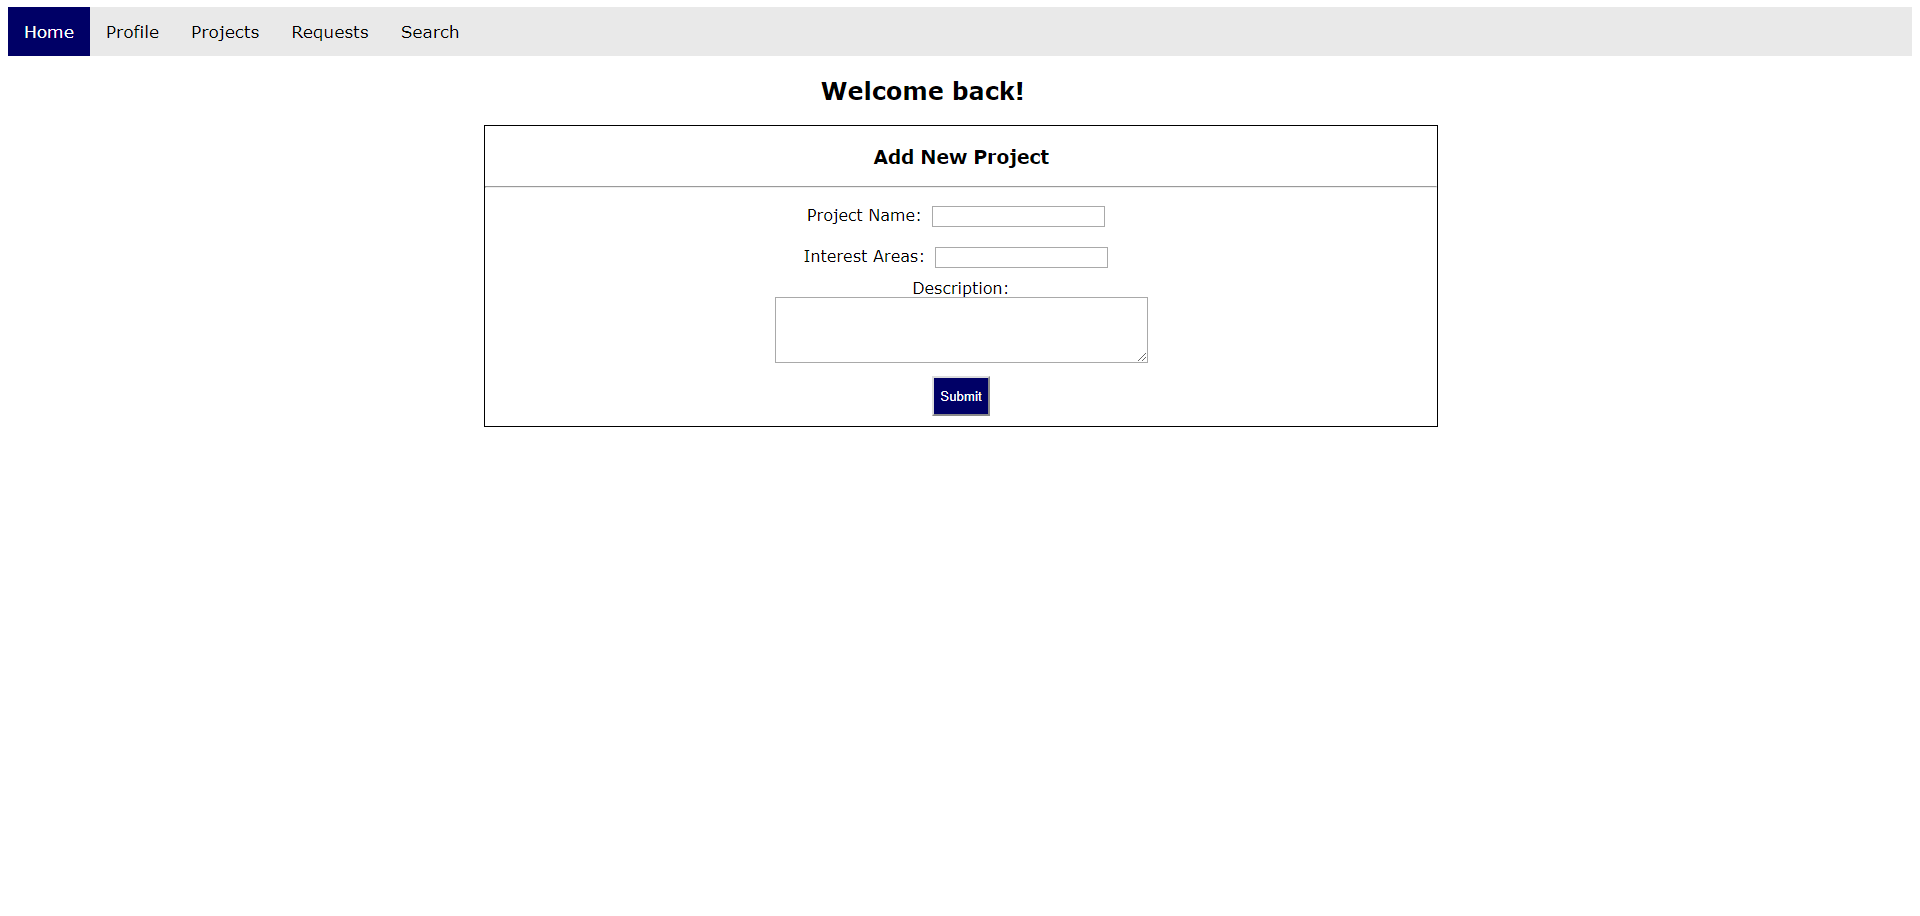 Home Profile Projects Requests Search
Welcome back!
Add New Project
Project Name:
Interest Areas:
Description:
Submit